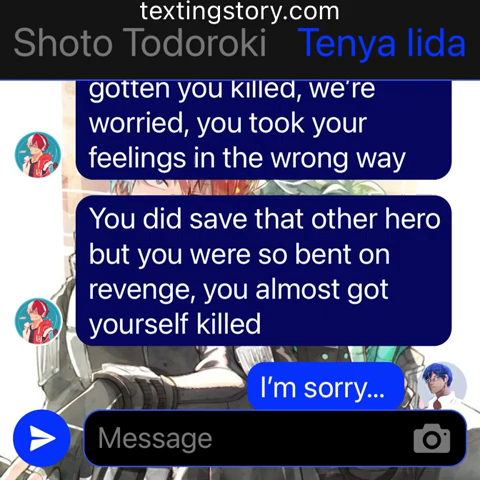 textingstory.com
Shoto Todoroki Tenya Iida
gotten you killed, we're
worried, you took your
feelings in the wrong way
You did save that other hero
but you were so bent on
revenge, you almost got
yourself killed
I'm sorry...
Message